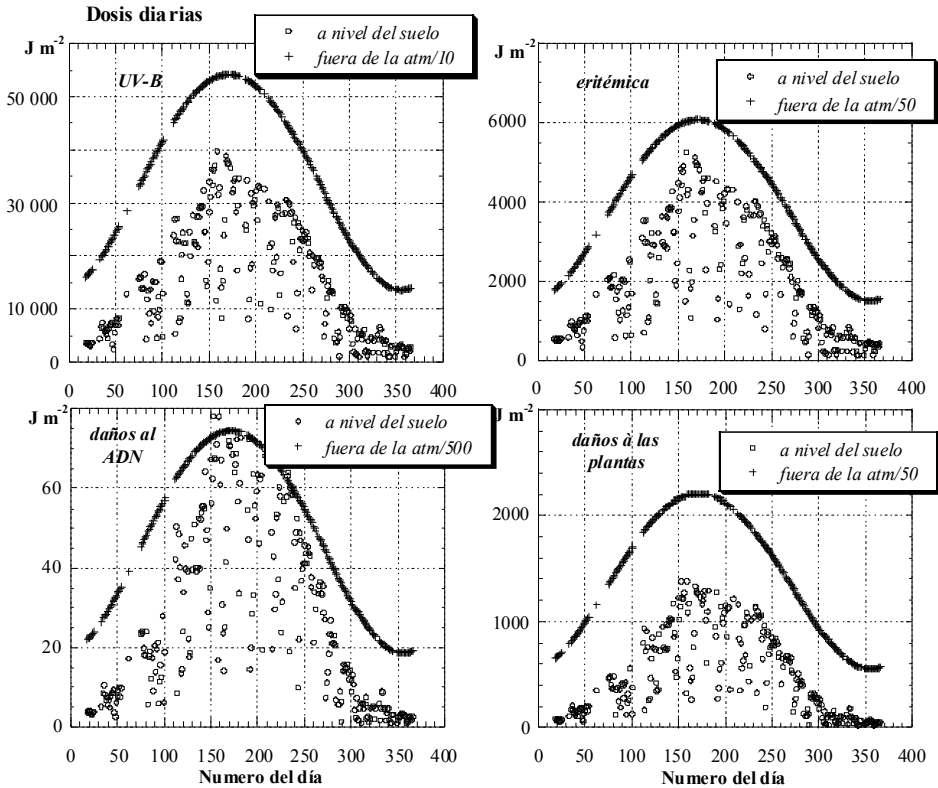 Dosis diarias
J m-2
UV-B
a nivel del suelo
fuera de la atm/10
50 000
30 000
10 000
0
0 50 100 150 200 250 300 350 400
J m-2
eritémica
a nivel del suelo
fuera de la atm/50
6000
4000
2000
0
0 50 100 150 200 250 300 350 400
J m-2
daños al
ADN
a nivel del suelo
fuera de la atm/500
60
40
20
0
0 50 100 150 200 250 300 350 400
Numero del día
J m-2
daños à las
plantas
a nivel del suelo
fuera de la atm/50
2000
1000
0
0 50 100 150 200 250 300 350 400
Numero del día